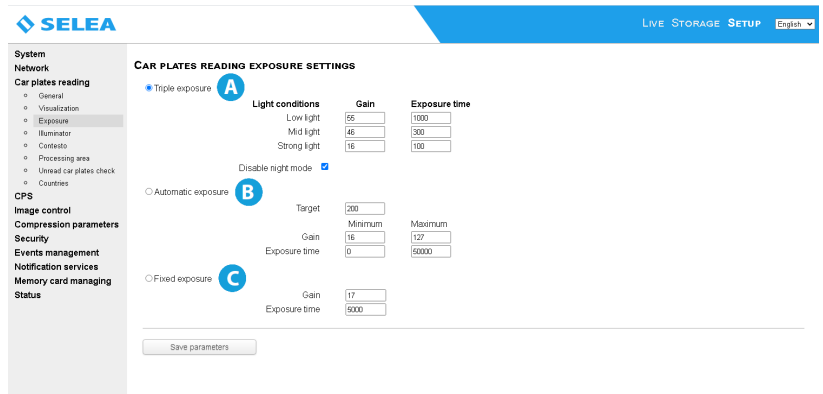 SELEA
LIVE STORAGE SETUP English
System
Network
Car plates reading
General
Visualization
Exposure
Illuminator
Contesto
Processing area
Unread car plates check
Countries
CPS
Image control
Compression parameters
Security
Events management
Notification services
Memory card managing
Status
CAR PLATES READING EXPOSURE SETTINGS
Triple exposure A
Light conditions Gain Exposure time
Low light 55 1000
Mid light 46 300
Strong light 16 100
Disable night mode
Automatic exposure B
Target 200
Minimum Maximum
Gain 16 127
Exposure time 0 50000
Fixed exposure C
Gain 17
Exposure time 5000
Save parameters